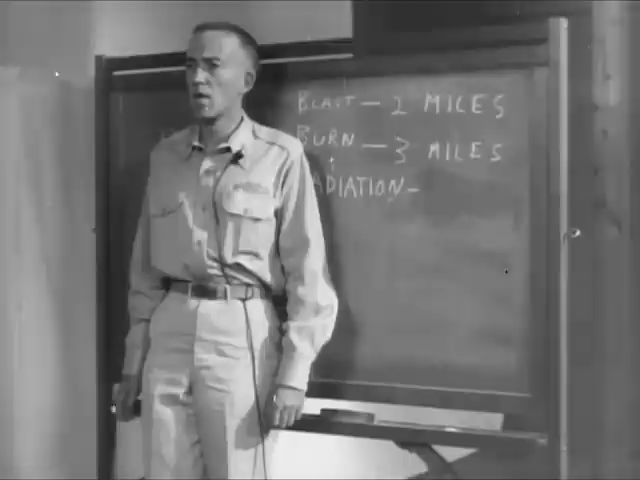 BLAST — 2 MILES
BURN — 3 MILES
ADIATION —